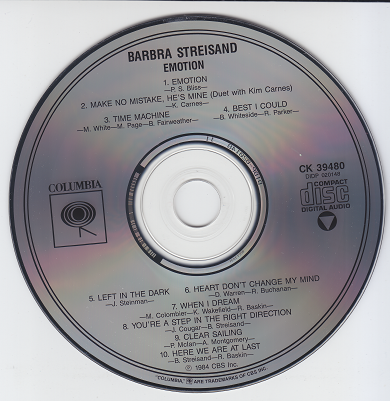 BARBRA STREISAND
EMOTION
1. EMOTION
—P. S. Bliss—
2. MAKE NO MISTAKE, HE'S MINE (Duet with Kim Carnes)
—K. Carnes—
3. TIME MACHINE
—M. White—M. Page—B. Fairweather—
4. BEST I COULD
—B. Whiteside—R. Parker—
COLUMBIA
CK 39480
DIDP 020148
COMPACT
disc
DIGITAL AUDIO
5. LEFT IN THE DARK
—J. Steinman—
6. HEART DON'T CHANGE MY MIND
—D. Warren—R. Buchanan—
7. WHEN I DREAM
—M. Colombier—K. Wakefield—R. Baskin—
8. YOU'RE A STEP IN THE RIGHT DIRECTION
—J. Cougar—B. Streisand—
9. CLEAR SAILING
—P. McIan—A. Montgomery—
10. HERE WE ARE AT LAST
—B. Streisand—R. Baskin—
Ⓟ 1984 CBS Inc.
"COLUMBIA," ARE TRADEMARKS OF CBS INC.